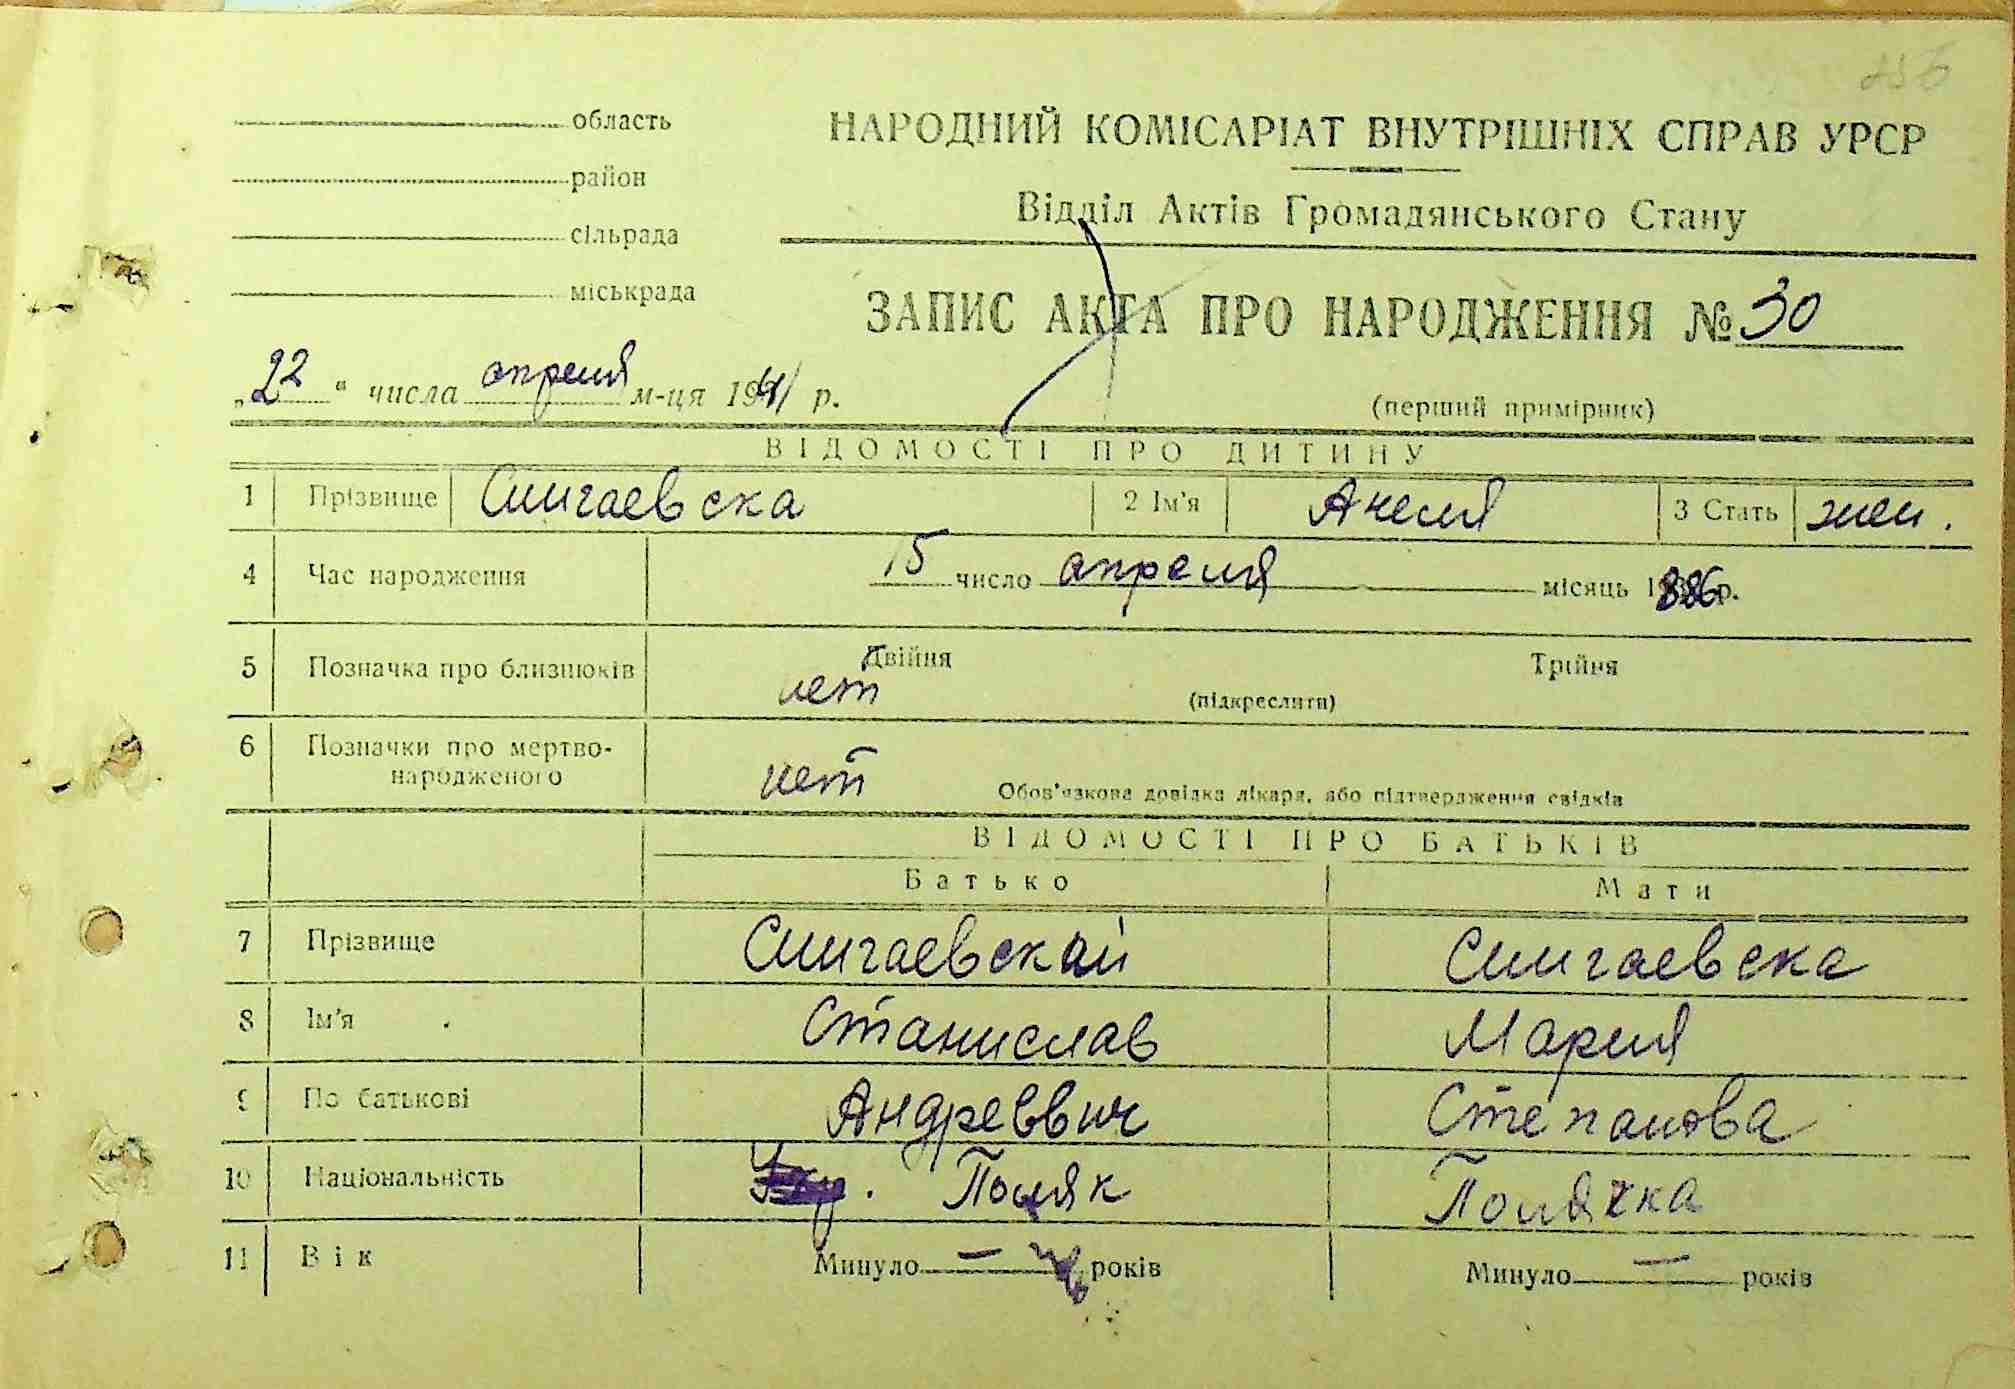 область
район
сільрада
міськрада
НАРОДНИЙ КОМІСАРІАТ ВНУТРІШНІХ СПРАВ УРСР
Відділ Актів Громадянського Стану
ЗАПИС АКТА ПРО НАРОДЖЕННЯ № 30
„22" числа апреля м-ця 1941 р.
(перший примірник)
ВІДОМОСТІ ПРО ДИТИНУ
1 Прізвище Сингаевска 2 Ім'я Анеля 3 Стать жен.
4 Час народження 15 число апреля місяць 1886 р.
5 Позначка про близнюків Двійня Трійня
нет (підкреслити)
6 Позначки про мертво-
народженого нет Обов'язкова довідка лікаря, або підтвердження свідків
ВІДОМОСТІ ПРО БАТЬКІВ
Батько Мати
7 Прізвище Сингаевскай Сингаевска
8 Ім'я Станислав Мария
9 По батькові Андреввич Степанова
10 Національність Поляк Полячка
11 Вік Минуло — років Минуло — років